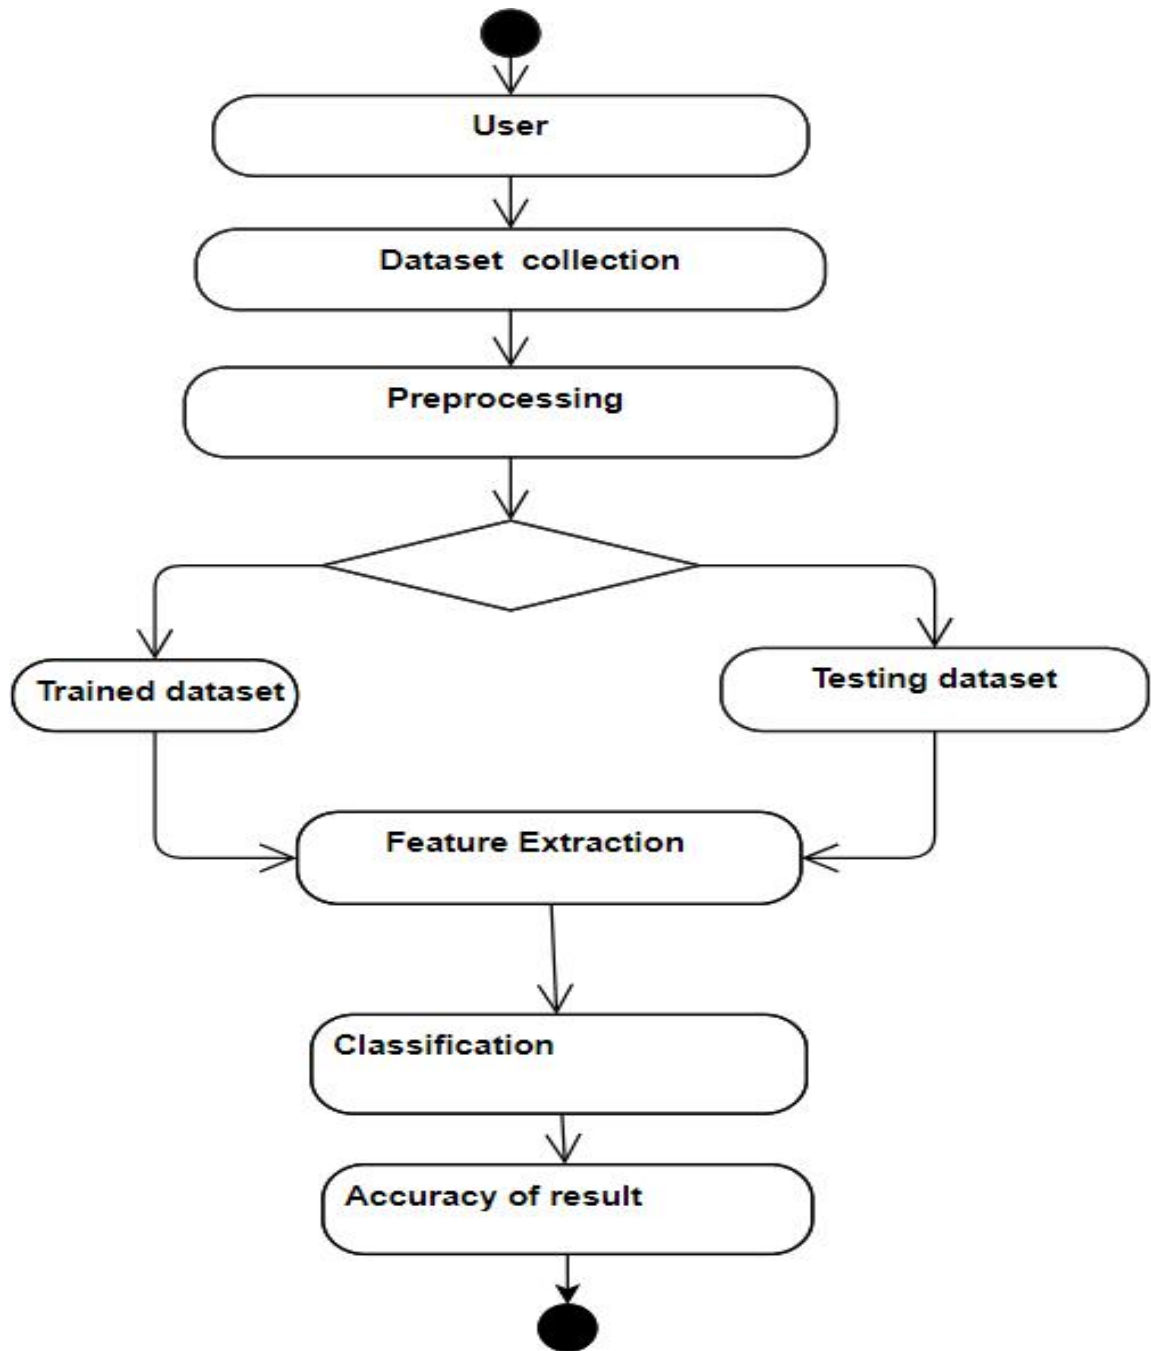 User
Dataset  collection
Preprocessing
Trained dataset
Testing dataset
Feature Extraction
Classification
Accuracy of result